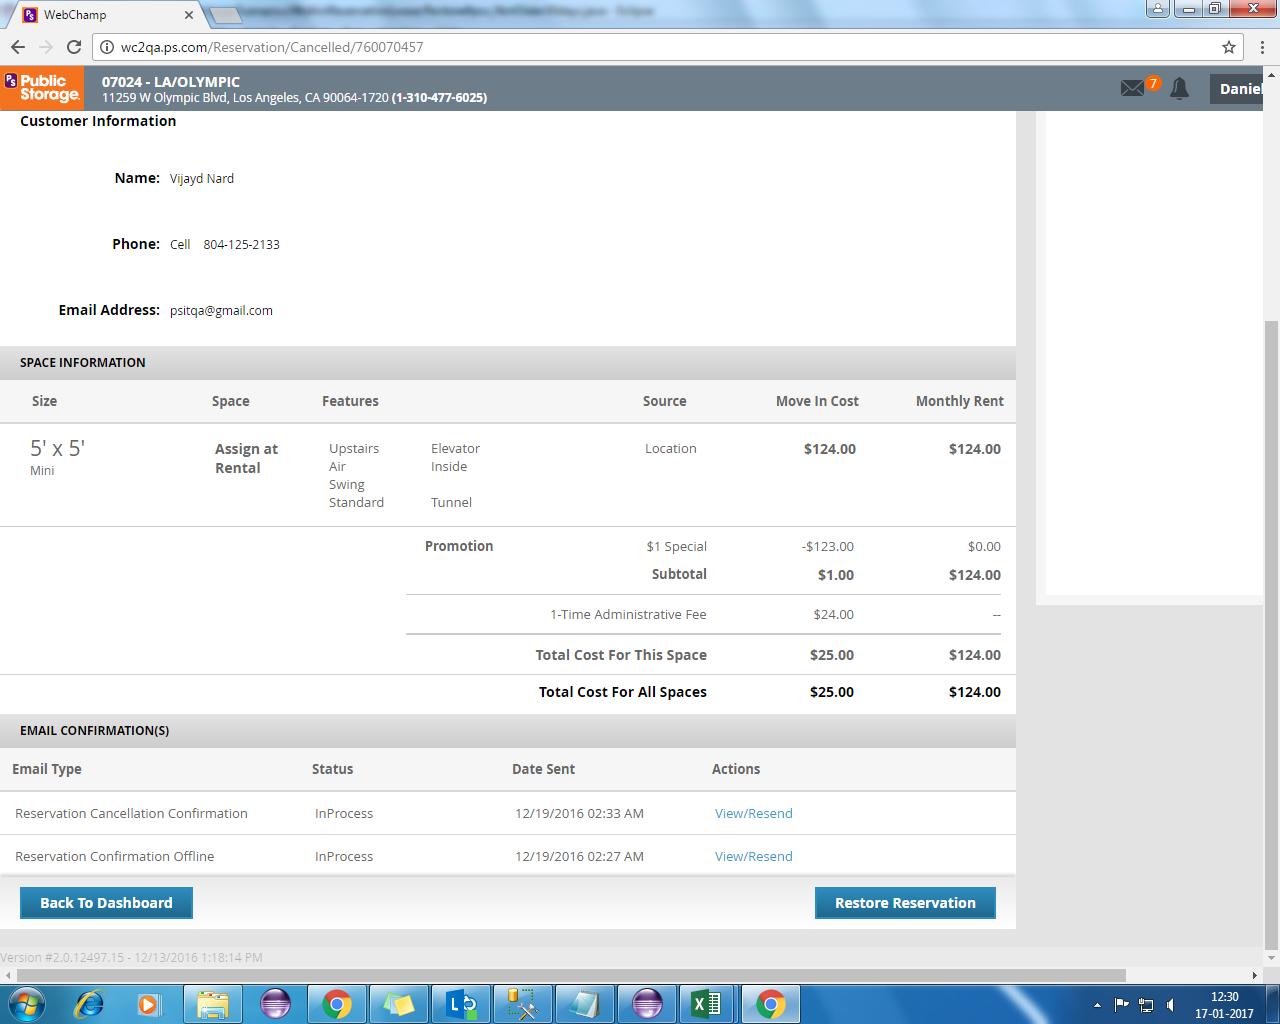 WebChamp
wc2qa.ps.com/Reservation/Cancelled/760070457
PS Public Storage.
07024 - LA/OLYMPIC
11259 W Olympic Blvd, Los Angeles, CA 90064-1720 (1-310-477-6025)
7
Daniel
Customer Information
Name: Vijayd Nard
Phone: Cell 804-125-2133
Email Address: psitqa@gmail.com
SPACE INFORMATION
Size Space Features Source Move In Cost Monthly Rent
5' x 5' Assign at Upstairs Elevator Location $124.00 $124.00
Mini Rental Air Inside
Swing
Standard Tunnel
Promotion $1 Special -$123.00 $0.00
Subtotal $1.00 $124.00
1-Time Administrative Fee $24.00 --
Total Cost For This Space $25.00 $124.00
Total Cost For All Spaces $25.00 $124.00
EMAIL CONFIRMATION(S)
Email Type Status Date Sent Actions
Reservation Cancellation Confirmation InProcess 12/19/2016 02:33 AM View/Resend
Reservation Confirmation Offline InProcess 12/19/2016 02:27 AM View/Resend
Back To Dashboard Restore Reservation
Version #2.0.12497.15 - 12/13/2016 1:18:14 PM
12:30
17-01-2017